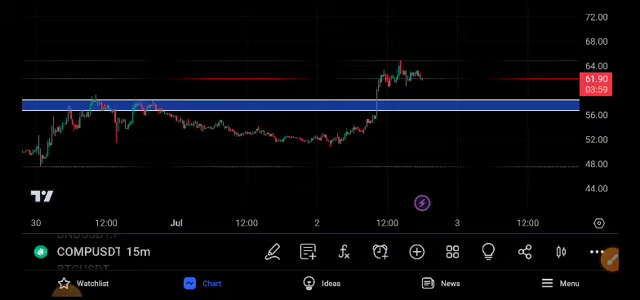 72.00
68.00
64.00
61.90
03:59
56.00
52.00
48.00
44.00
30 12:00 Jul 12:00 2 12:00 3 12:00
COMPUSDT 15m
BTCUSDT
Watchlist Chart Ideas News Menu